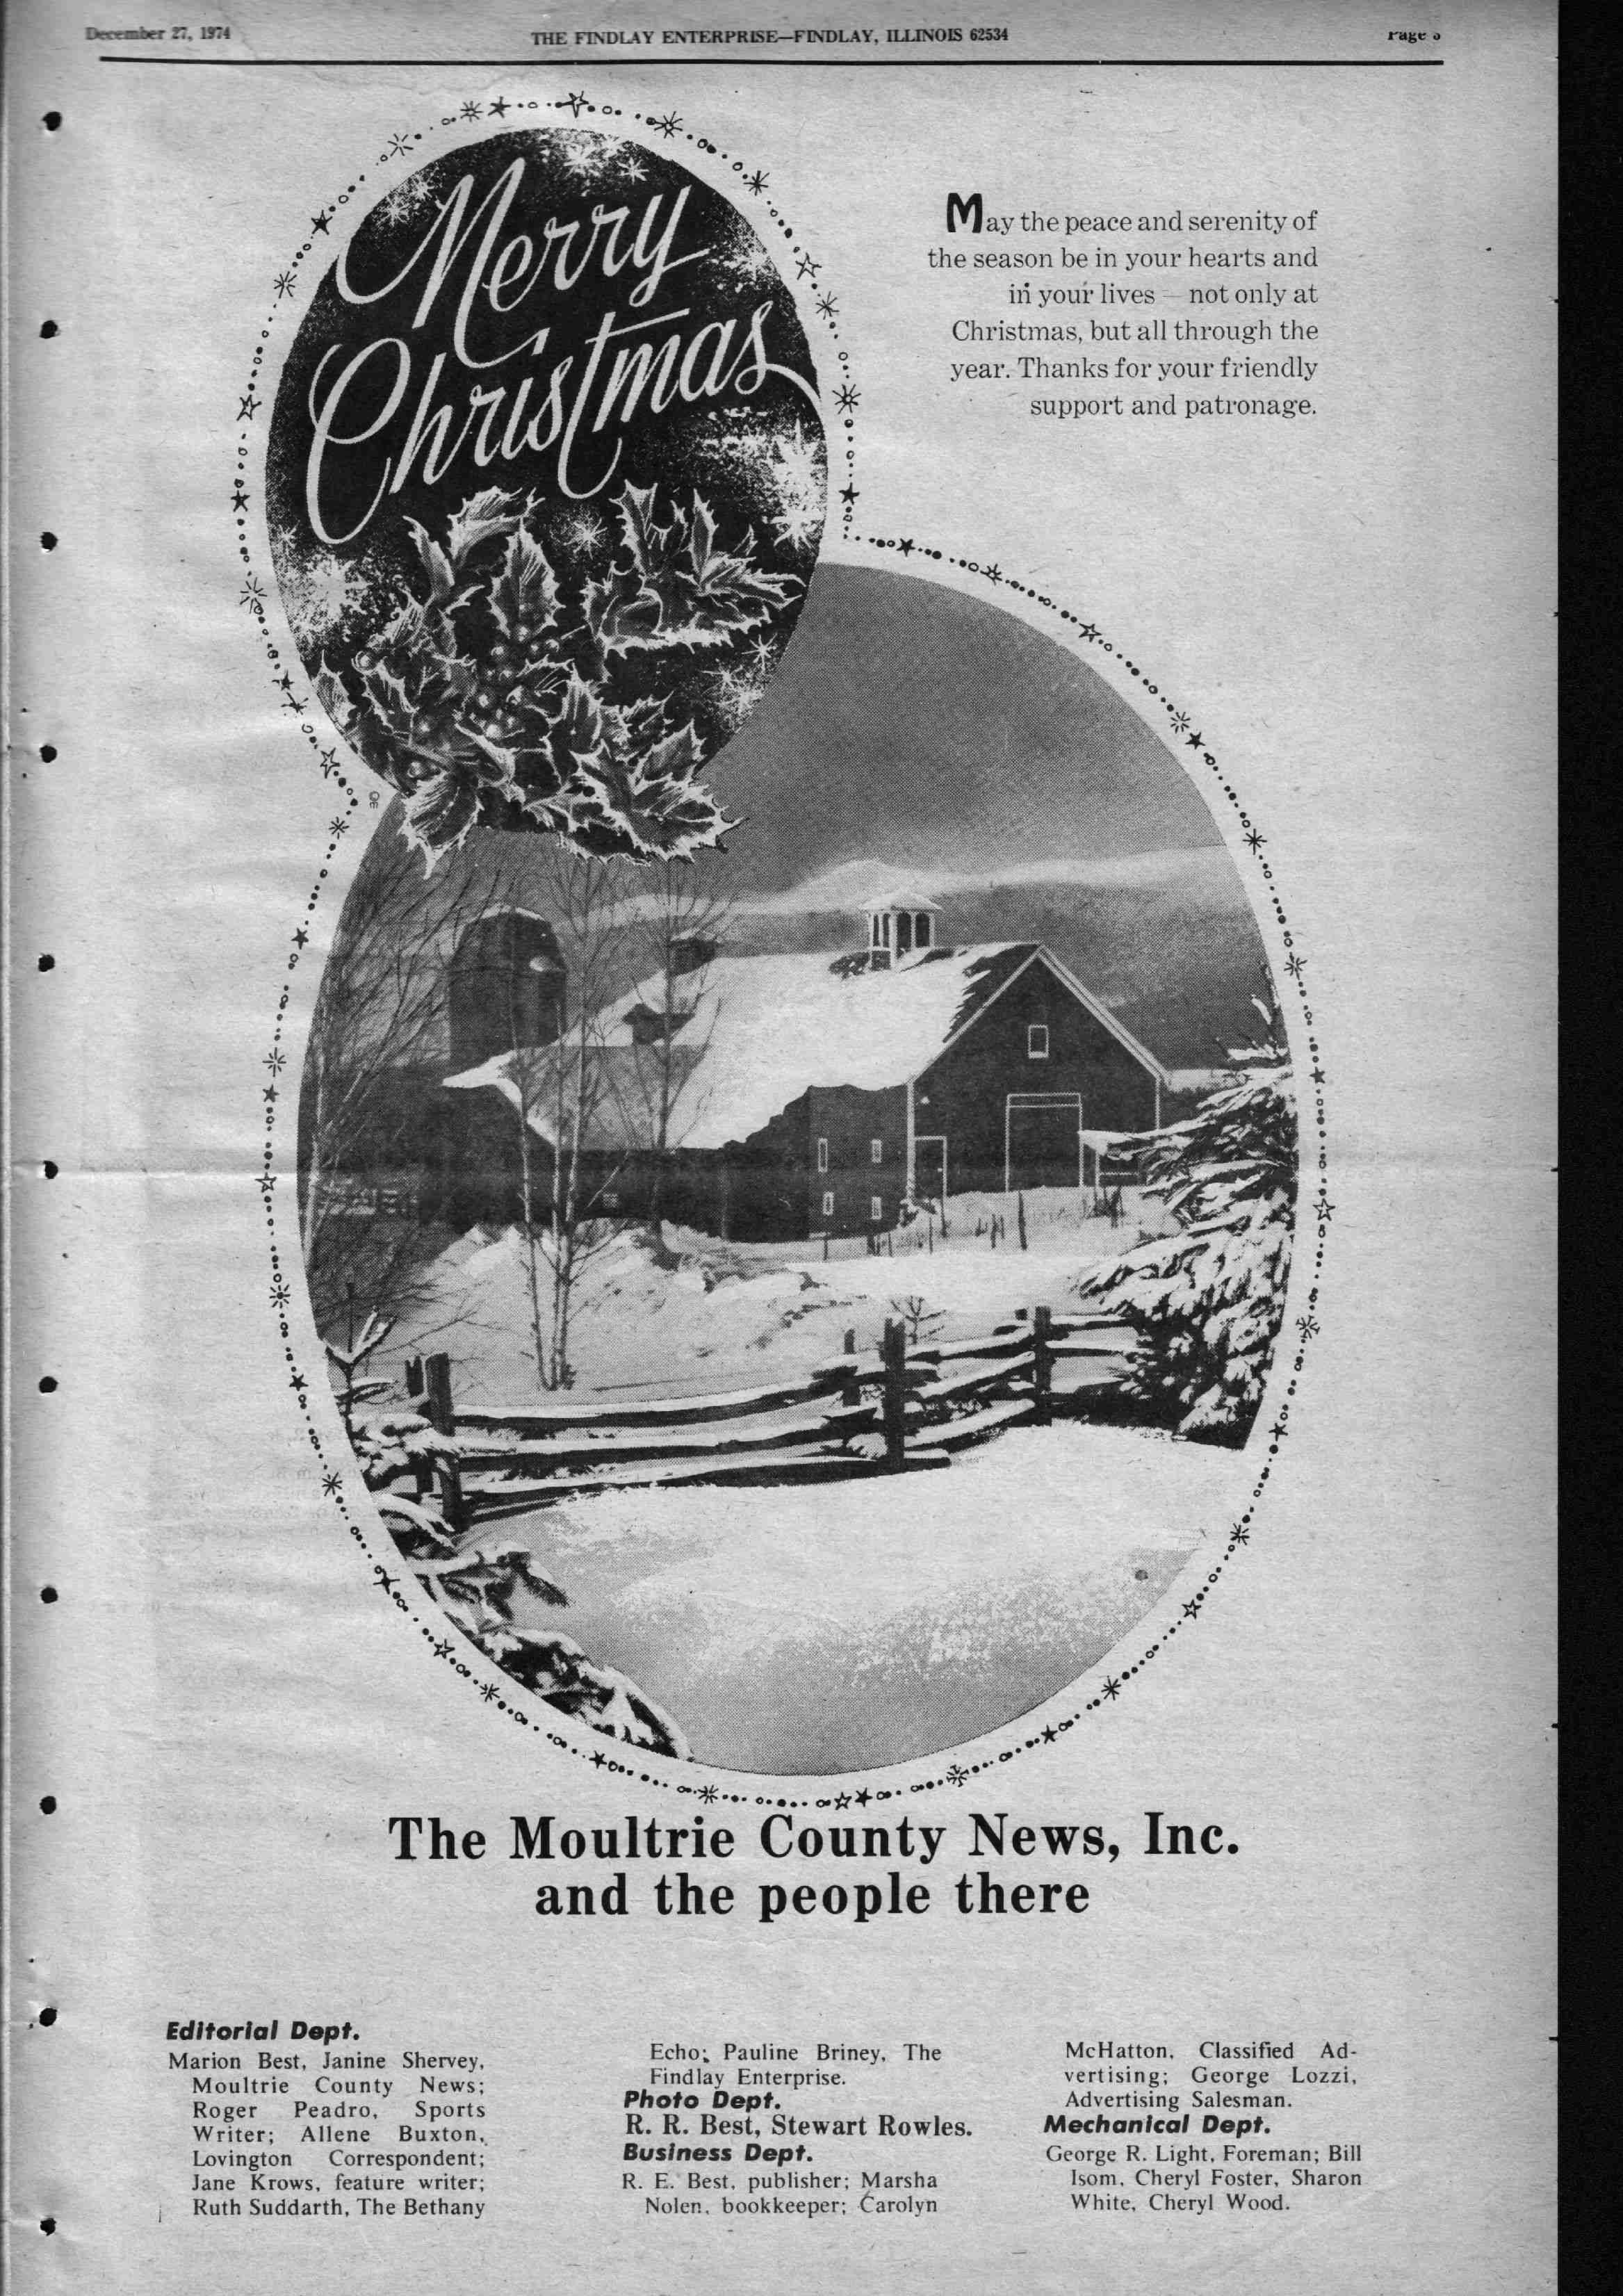 December 27, 1974
THE FINDLAY ENTERPRISE—FINDLAY, ILLINOIS 62534
Page
Merry
Christmas
May the peace and serenity of
the season be in your hearts and
in your lives — not only at
Christmas, but all through the
year. Thanks for your friendly
support and patronage.
The Moultrie County News, Inc.
and the people there
Editorial Dept.
Marion Best, Janine Shervey,
Moultrie County News;
Roger Peadro, Sports
Writer; Allene Buxton,
Lovington Correspondent;
Jane Krows, feature writer;
Ruth Suddarth, The Bethany
Echo; Pauline Briney, The
Findlay Enterprise.
Photo Dept.
R. R. Best, Stewart Rowles.
Business Dept.
R. E. Best, publisher; Marsha
Nolen, bookkeeper; Carolyn
McHatton, Classified Ad-
vertising; George Lozzi,
Advertising Salesman.
Mechanical Dept.
George R. Light, Foreman; Bill
Isom, Cheryl Foster, Sharon
White, Cheryl Wood.